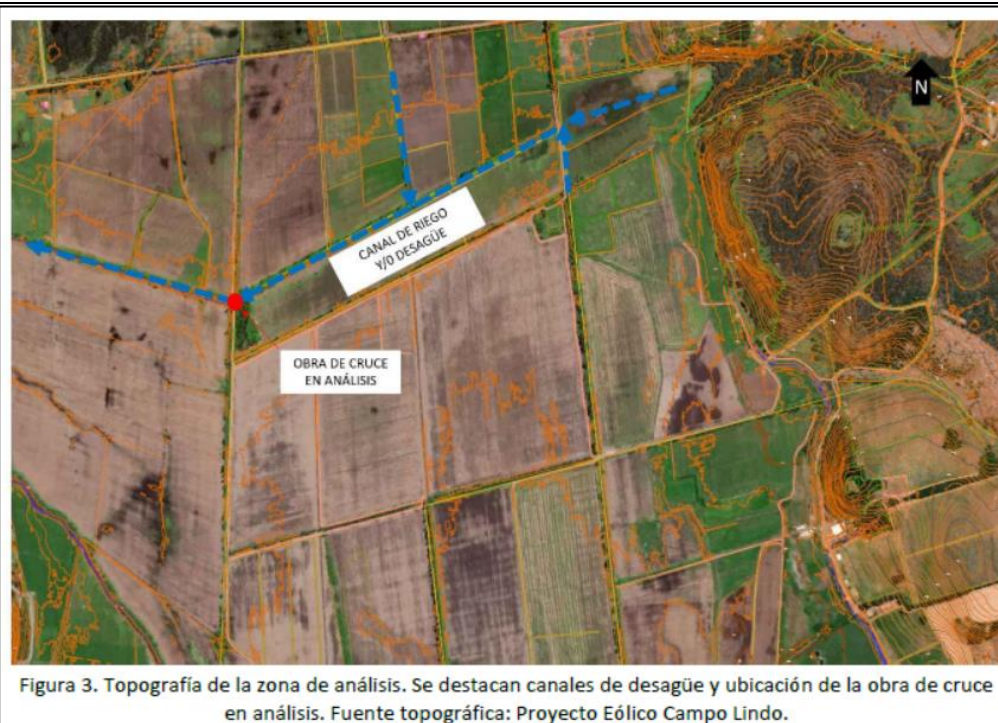 N
CANAL DE RIEGO
Y/0 DESAGÜE
OBRA DE CRUCE
EN ANÁLISIS
Figura 3. Topografía de la zona de análisis. Se destacan canales de desagüe y ubicación de la obra de cruce
en análisis. Fuente topográfica: Proyecto Eólico Campo Lindo.